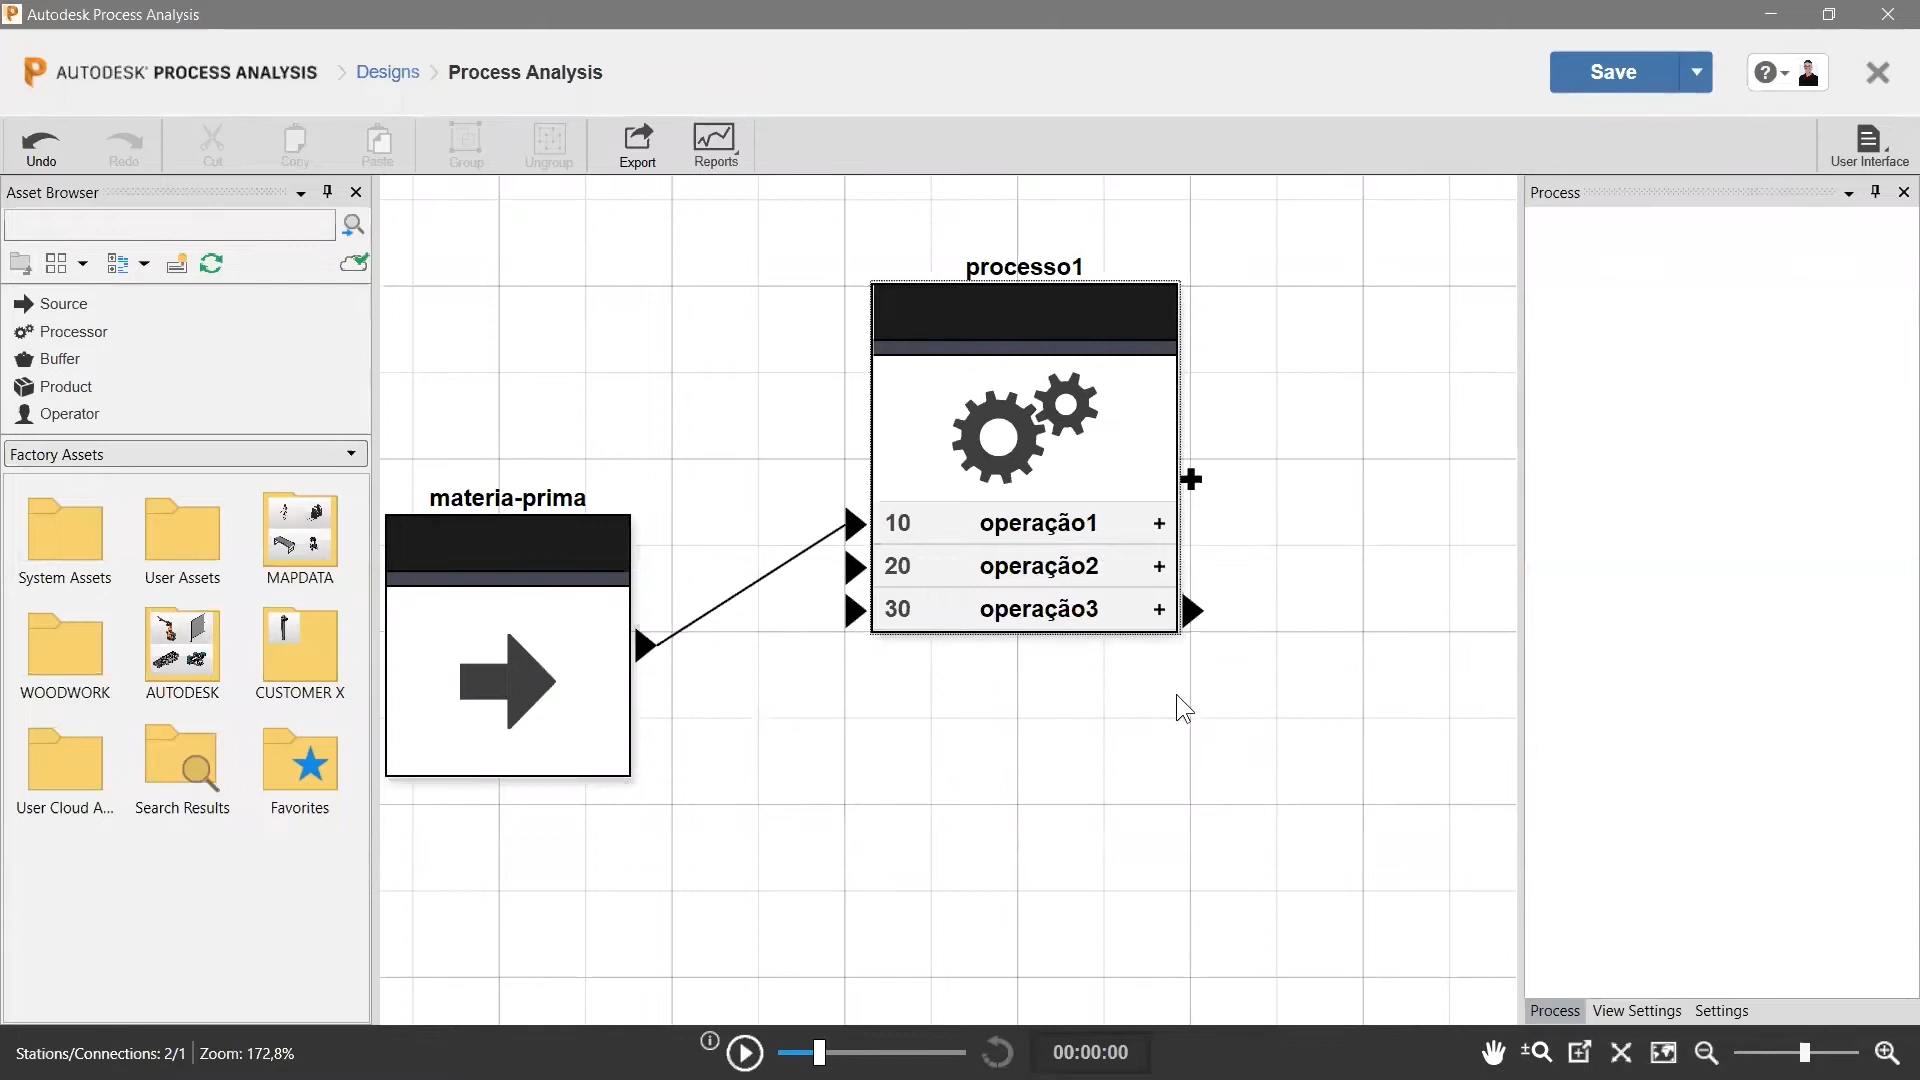 Autodesk Process Analysis
AUTODESK® PROCESS ANALYSIS
Designs
Process Analysis
Save
Undo
Redo
Cut
Copy
Paste
Group
Ungroup
Export
Reports
User Interface
Asset Browser
Source
Processor
Buffer
Product
Operator
Factory Assets
System Assets
User Assets
MAPDATA
WOODWORK
AUTODESK
CUSTOMER X
User Cloud A...
Search Results
Favorites
materia-prima
processo1
10 operação1 +
20 operação2 +
30 operação3 +
Process
Process
View Settings
Settings
Stations/Connections: 2/1
Zoom: 172,8%
00:00:00